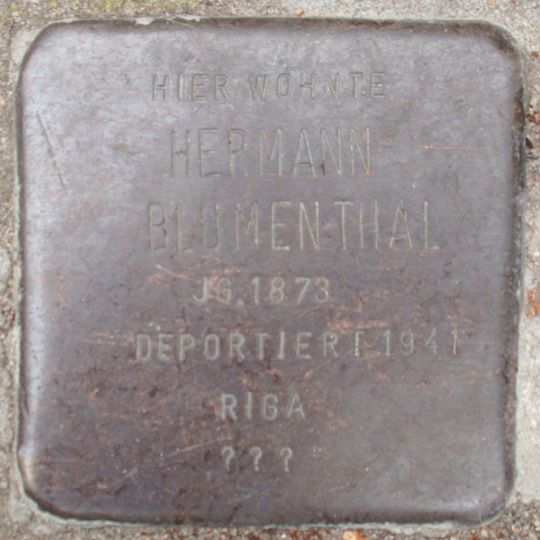 HIER WOHNTE
HERMANN
BLUMENTHAL
JG. 1873
DEPORTIERT 1941
RIGA
???